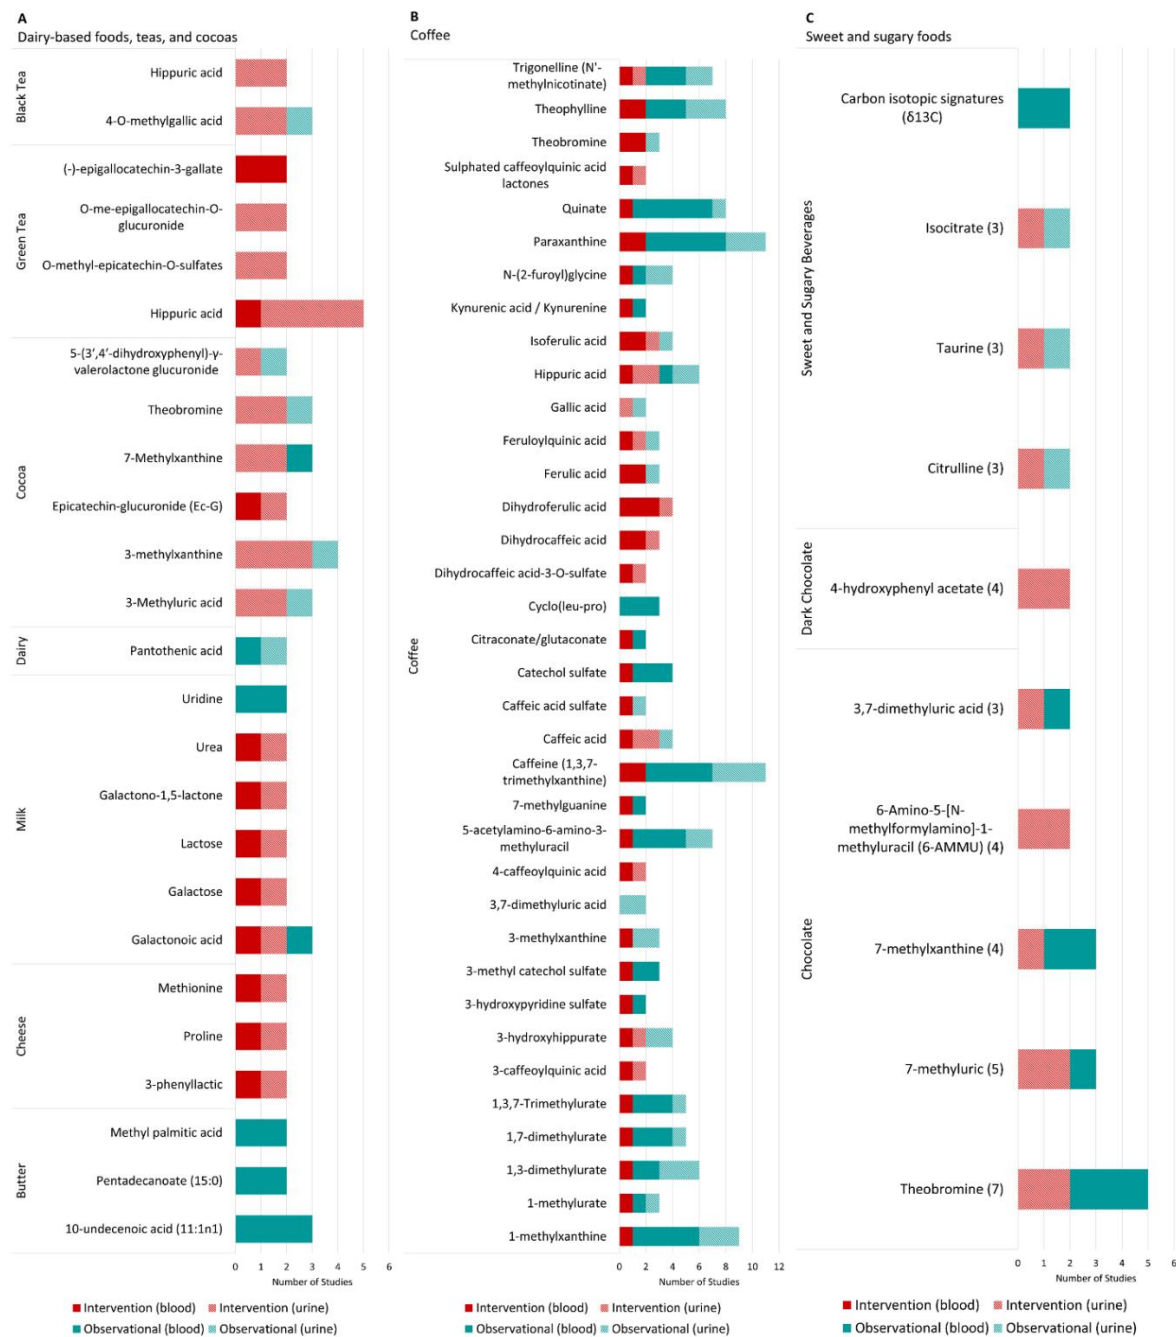 A
Dairy-based foods, teas, and cocoas
Black Tea
Hippuric acid
4-O-methylgallic acid
Green Tea
(-)-epigallocatechin-3-gallate
O-me-epigallocatechin-O-
glucuronide
O-methyl-epicatechin-O-sulfates
Hippuric acid
Cocoa
5-(3′,4′-dihydroxyphenyl)-γ-
valerolactone glucuronide
Theobromine
7-Methylxanthine
Epicatechin-glucuronide (Ec-G)
3-methylxanthine
3-Methyluric acid
Dairy
Pantothenic acid
Milk
Uridine
Urea
Galactono-1,5-lactone
Lactose
Galactose
Galactonoic acid
Cheese
Methionine
Proline
3-phenyllactic
Butter
Methyl palmitic acid
Pentadecanoate (15:0)
10-undecenoic acid (11:1n1)
0 1 2 3 4 5 6
Number of Studies
Intervention (blood) Intervention (urine)
Observational (blood) Observational (urine)
B
Coffee
Coffee
Trigonelline (N'-
methylnicotinate)
Theophylline
Theobromine
Sulphated caffeoylquinic acid
lactones
Quinate
Paraxanthine
N-(2-furoyl)glycine
Kynurenic acid / Kynurenine
Isoferulic acid
Hippuric acid
Gallic acid
Feruloylquinic acid
Ferulic acid
Dihydroferulic acid
Dihydrocaffeic acid
Dihydrocaffeic acid-3-O-sulfate
Cyclo(leu-pro)
Citraconate/glutaconate
Catechol sulfate
Caffeic acid sulfate
Caffeic acid
Caffeine (1,3,7-
trimethylxanthine)
7-methylguanine
5-acetylamino-6-amino-3-
methyluracil
4-caffeoylquinic acid
3,7-dimethyluric acid
3-methylxanthine
3-methyl catechol sulfate
3-hydroxypyridine sulfate
3-hydroxyhippurate
3-caffeoylquinic acid
1,3,7-Trimethylurate
1,7-dimethylurate
1,3-dimethylurate
1-methylurate
1-methylxanthine
0 2 4 6 8 10 12
Number of Studies
Intervention (blood) Intervention (urine)
Observational (blood) Observational (urine)
C
Sweet and sugary foods
Sweet and Sugary Beverages
Carbon isotopic signatures
(δ13C)
Isocitrate (3)
Taurine (3)
Citrulline (3)
Dark Chocolate
4-hydroxyphenyl acetate (4)
Chocolate
3,7-dimethyluric acid (3)
6-Amino-5-[N-
methylformylamino]-1-
methyluracil (6-AMMU) (4)
7-methylxanthine (4)
7-methyluric (5)
Theobromine (7)
0 1 2 3 4 5 6
Number of Studies
Intervention (blood) Intervention (urine)
Observational (blood) Observational (urine)